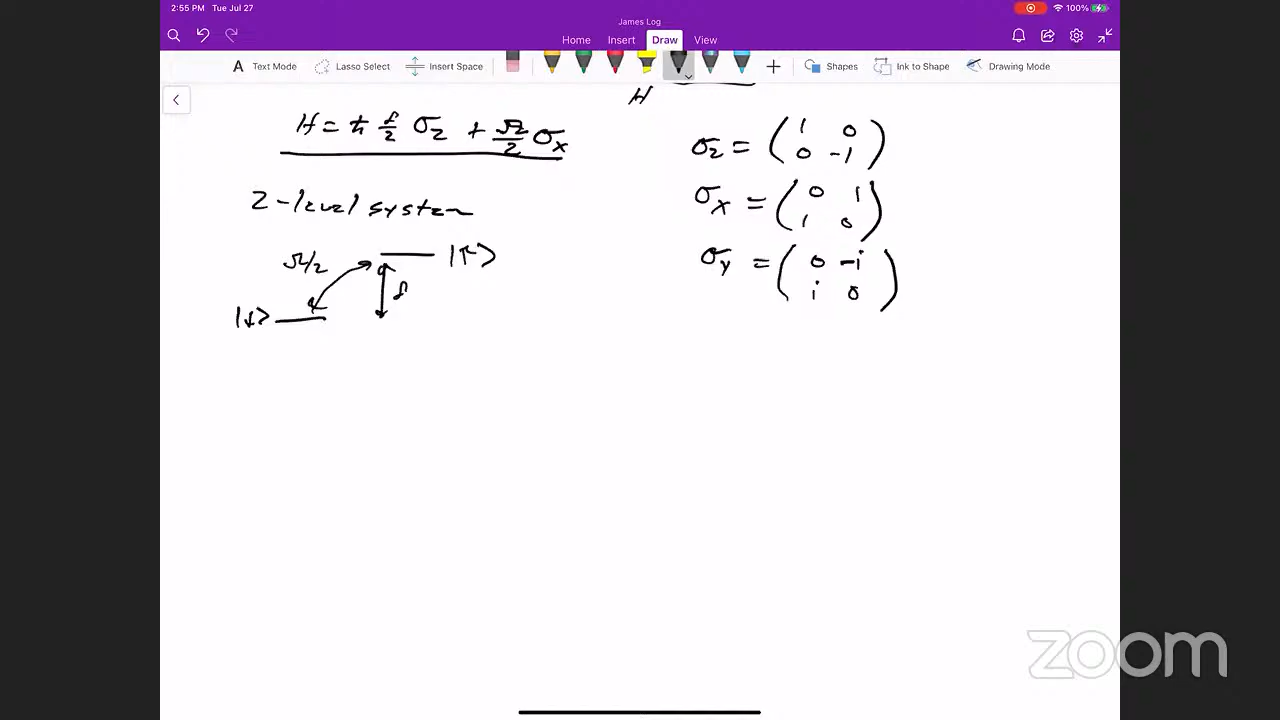 2:55 PM Tue Jul 27
100%
James Log
Home Insert Draw View
Text Mode Lasso Select Insert Space Shapes Ink to Shape Drawing Mode
H
H = ħ δ/2 σz + Ω/2 σx
σz = (1 0
0 -1)
σx = (0 1
1 0)
2-level system
σy = (0 -i
i 0)
Ω/2 |↑>
δ
|↓>
zoom